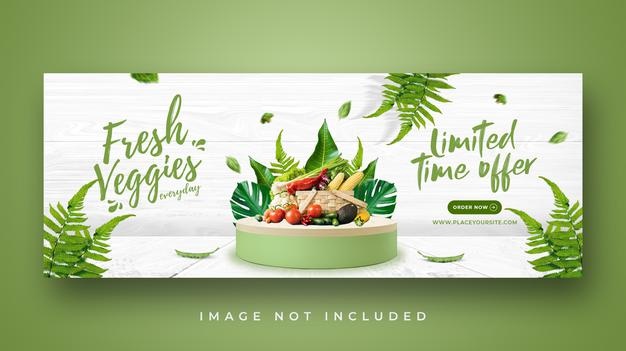 Fresh
Veggies
everyday
Limited
Time offer
ORDER NOW
WWW.PLACEYOURSITE.COM
IMAGE NOT INCLUDED